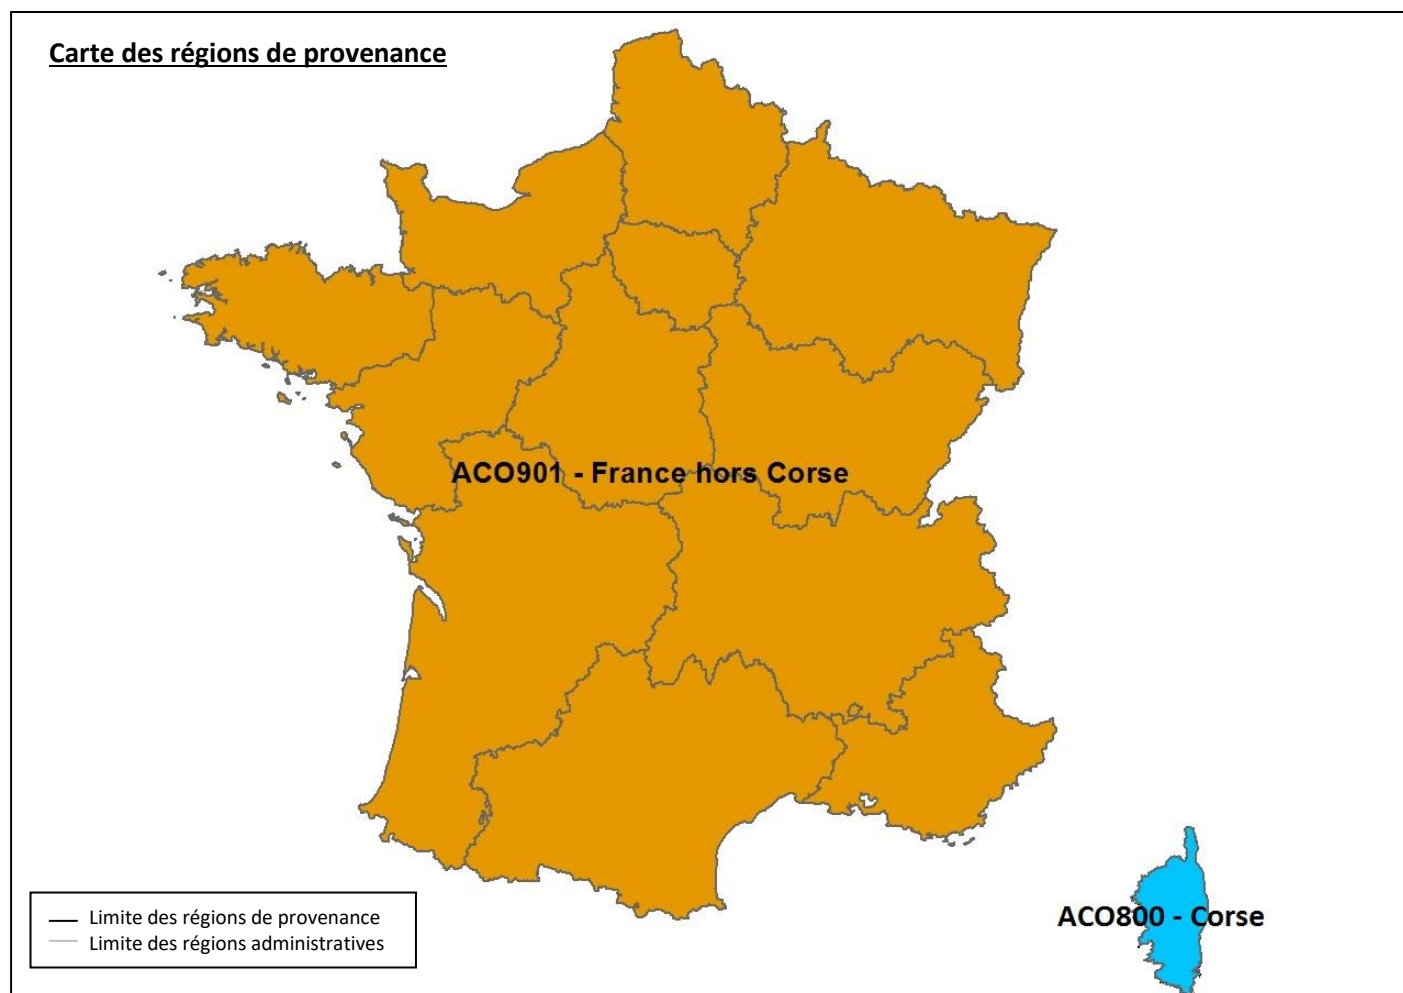 Carte des régions de provenance
ACO901 - France hors Corse
ACO800 - Corse
Limite des régions de provenance
Limite des régions administratives